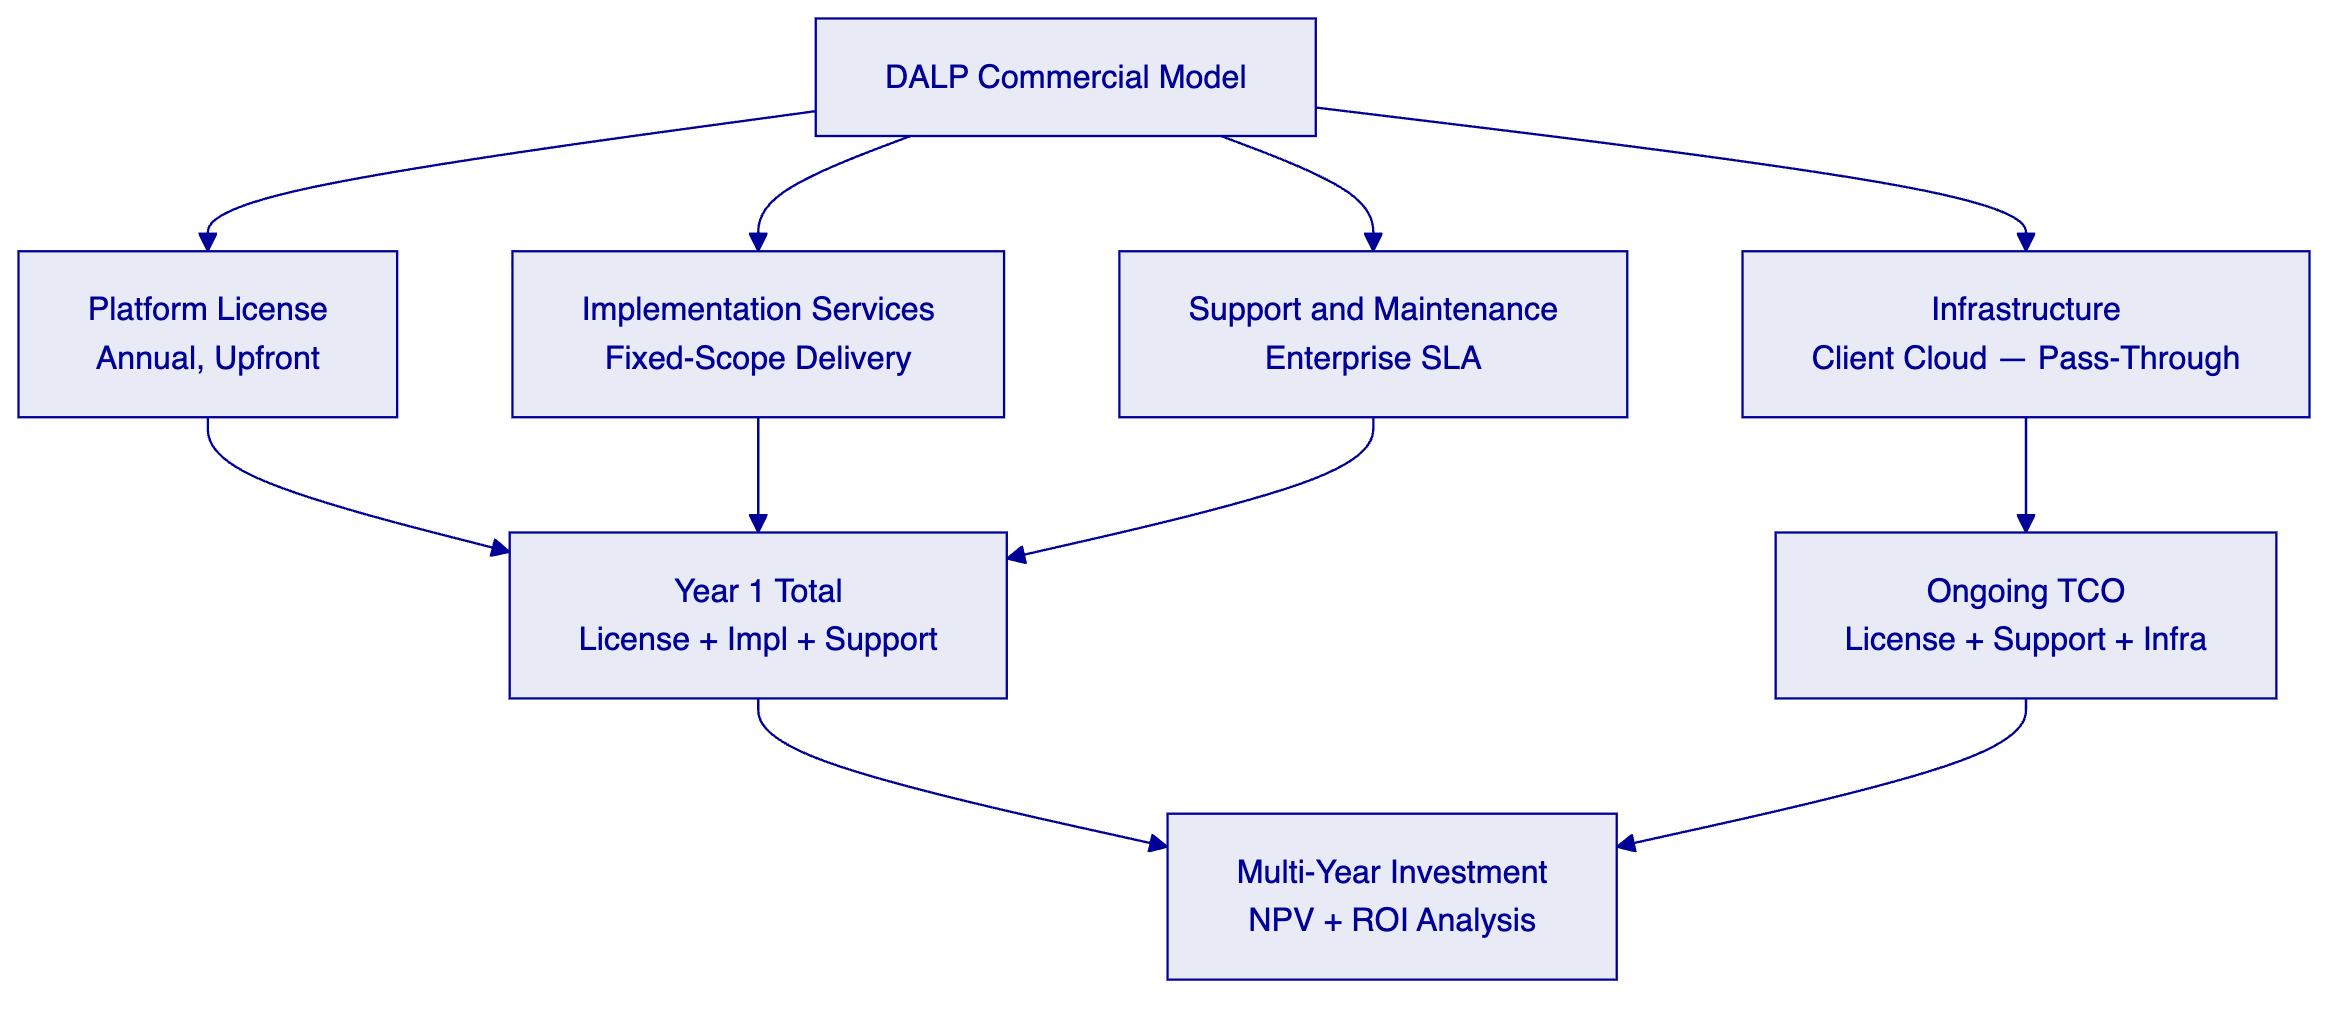 DALP Commercial Model
Platform License
Annual, Upfront
Implementation Services
Fixed-Scope Delivery
Support and Maintenance
Enterprise SLA
Infrastructure
Client Cloud — Pass-Through
Year 1 Total
License + Impl + Support
Ongoing TCO
License + Support + Infra
Multi-Year Investment
NPV + ROI Analysis